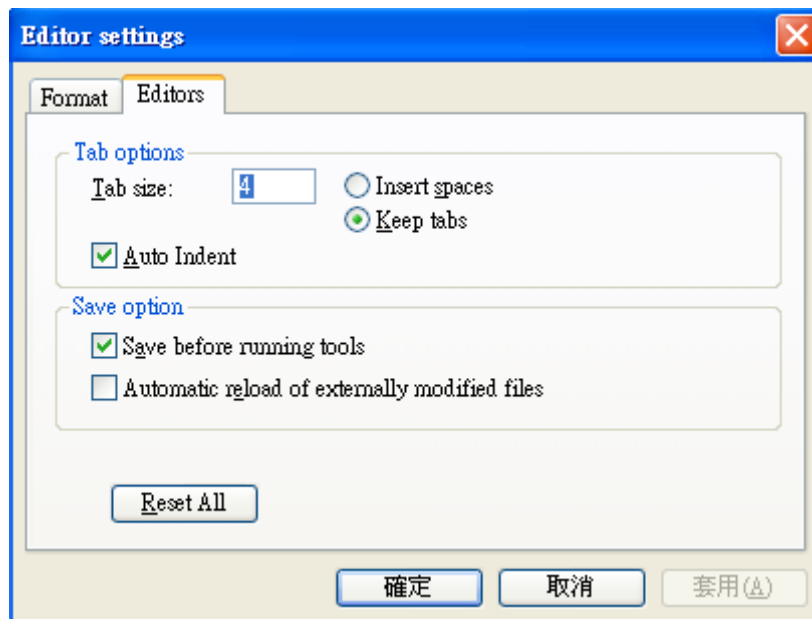 Editor settings
Format Editors
Tab options
Tab size: 4 Insert spaces
Keep tabs
Auto Indent
Save option
Save before running tools
Automatic reload of externally modified files
Reset All
確定 取消 套用(A)